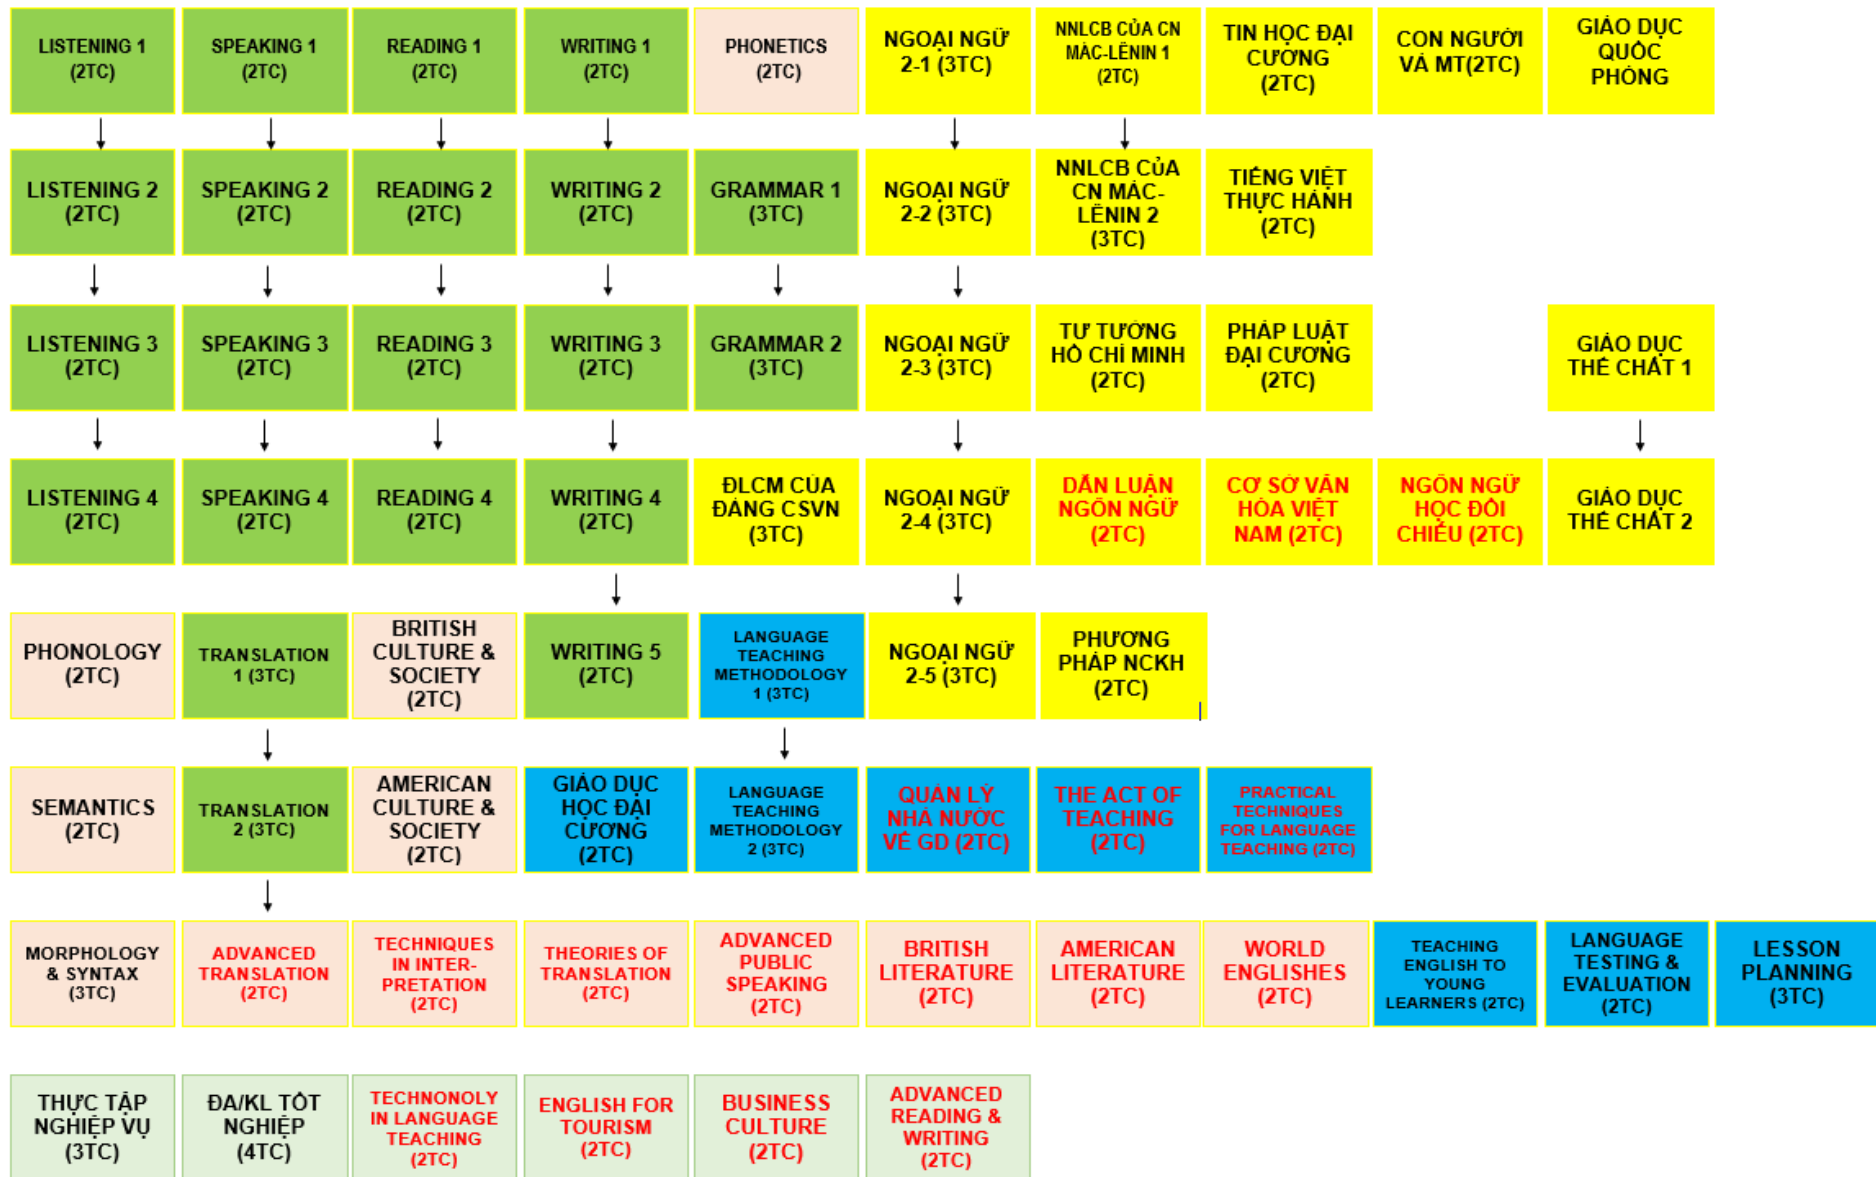 LISTENING 1
(2TC)
SPEAKING 1
(2TC)
READING 1
(2TC)
WRITING 1
(2TC)
PHONETICS
(2TC)
NGOẠI NGỮ
2-1 (3TC)
NNLCB CỦA CN
MÁC-LÊNIN 1
(2TC)
TIN HỌC ĐẠI
CƯƠNG
(2TC)
CON NGƯỜI
VÀ MT(2TC)
GIÁO DỤC
QUỐC
PHÒNG
LISTENING 2
(2TC)
SPEAKING 2
(2TC)
READING 2
(2TC)
WRITING 2
(2TC)
GRAMMAR 1
(3TC)
NGOẠI NGỮ
2-2 (3TC)
NNLCB CủA
CN MÁC-
LÊNIN 2
(3TC)
TIẾNG VIỆT
THỰC HÀNH
(2TC)
LISTENING 3
(2TC)
SPEAKING 3
(2TC)
READING 3
(2TC)
WRITING 3
(2TC)
GRAMMAR 2
(3TC)
NGOẠI NGỮ
2-3 (3TC)
TƯ TƯỞNG
HỒ CHÍ MINH
(2TC)
PHÁP LUẬT
ĐẠI CƯƠNG
(2TC)
GIÁO DỤC
THỂ CHẤT 1
LISTENING 4
(2TC)
SPEAKING 4
(2TC)
READING 4
(2TC)
WRITING 4
(2TC)
ĐLCM CỦA
ĐẢNG CSVN
(3TC)
NGOẠI NGỮ
2-4 (3TC)
DẪN LUẬN
NGÔN NGỮ
(2TC)
CƠ SỞ VĂN
HÓA VIỆT
NAM (2TC)
NGÔN NGỮ
HỌC ĐỐI
CHIẾU (2TC)
GIÁO DỤC
THỂ CHẤT 2
PHONOLOGY
(2TC)
TRANSLATION
1 (3TC)
BRITISH
CULTURE &
SOCIETY
(2TC)
WRITING 5
(2TC)
LANGUAGE
TEACHING
METHODOLOGY
1 (3TC)
NGOẠI NGỮ
2-5 (3TC)
PHƯƠNG
PHÁP NCKH
(2TC)
SEMANTICS
(2TC)
TRANSLATION
2 (3TC)
AMERICAN
CULTURE &
SOCIETY
(2TC)
GIÁO DỤC
HỌC ĐẠI
CƯƠNG
(2TC)
LANGUAGE
TEACHING
METHODOLOGY
2 (3TC)
QUẢN LÝ
NHÀ NƯỚC
VỀ GD (2TC)
THE ACT OF
TEACHING
(2TC)
PRACTICAL
TECHNIQUES
FOR LANGUAGE
TEACHING (2TC)
MORPHOLOGY
& SYNTAX
(3TC)
ADVANCED
TRANSLATION
(2TC)
TECHNIQUES
IN INTER-
PRETATION
(2TC)
THEORIES OF
TRANSLATION
(2TC)
ADVANCED
PUBLIC
SPEAKING
(2TC)
BRITISH
LITERATURE
(2TC)
AMERICAN
LITERATURE
(2TC)
WORLD
ENGLISHES
(2TC)
TEACHING
ENGLISH TO
YOUNG
LEARNERS (2TC)
LANGUAGE
TESTING &
EVALUATION
(2TC)
LESSON
PLANNING
(3TC)
THỰC TẬP
NGHIỆP VỤ
(3TC)
ĐA/KL TỐT
NGHIỆP
(4TC)
TECHNONOLY
IN LANGUAGE
TEACHING
(2TC)
ENGLISH FOR
TOURISM
(2TC)
BUSINESS
CULTURE
(2TC)
ADVANCED
READING &
WRITING
(2TC)